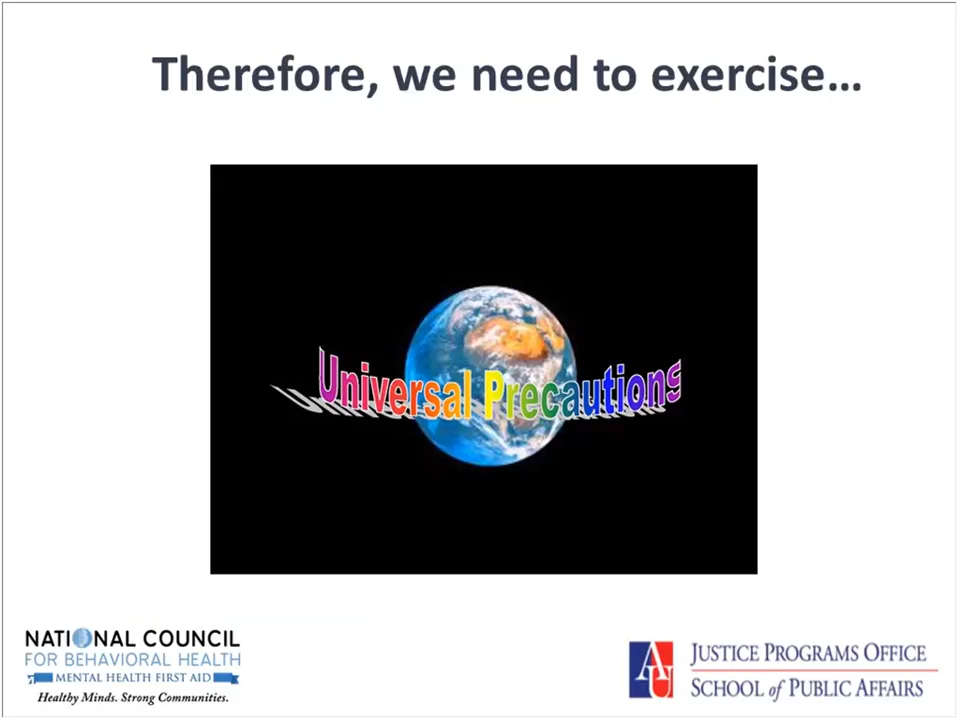 Therefore, we need to exercise…
Universal Precautions
NATIONAL COUNCIL
FOR BEHAVIORAL HEALTH
MENTAL HEALTH FIRST AID
Healthy Minds. Strong Communities.
AU
JUSTICE PROGRAMS OFFICE
SCHOOL of PUBLIC AFFAIRS